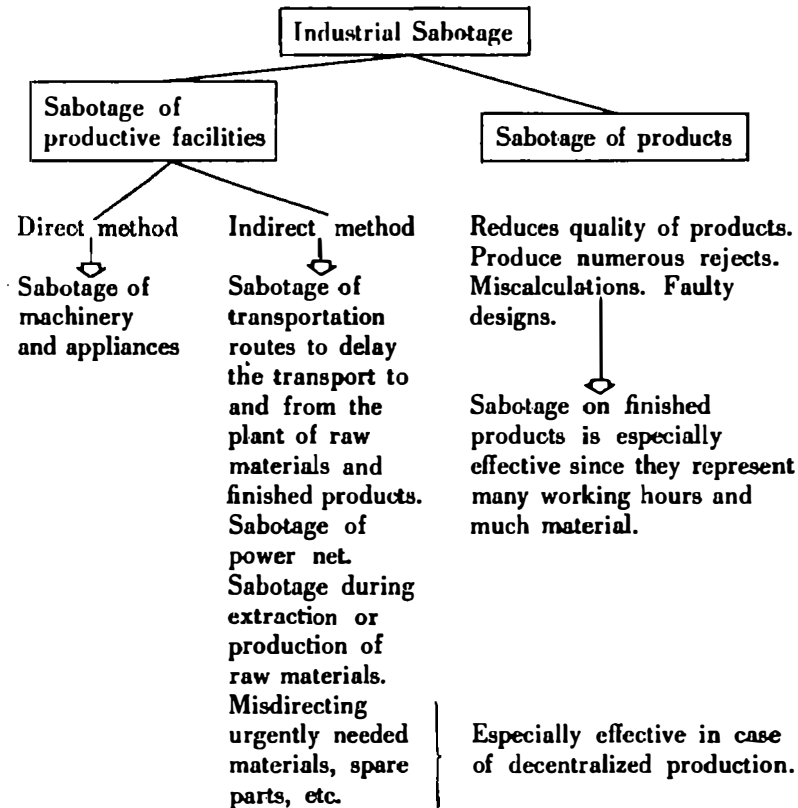 Industrial Sabotage
Sabotage of
productive facilities
Sabotage of products
Direct method
Sabotage of
machinery
and appliances
Indirect method
Sabotage of
transportation
routes to delay
the transport to
and from the
plant of raw
materials and
finished products.
Sabotage of
power net.
Sabotage during
extraction or
production of
raw materials.
Misdirecting
urgently needed
materials, spare
parts, etc.
Reduces quality of products.
Produce numerous rejects.
Miscalculations. Faulty
designs.
Sabotage on finished
products is especially
effective since they represent
many working hours and
much material.
Especially effective in case
of decentralized production.